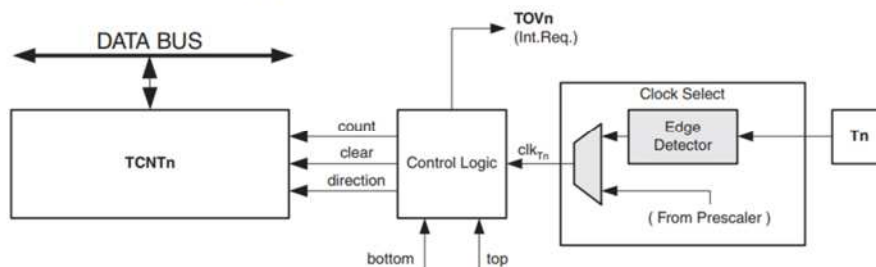 TOVn
(Int.Req.)
DATA BUS
Clock Select
count
TCNTn
clear
direction
Control Logic
clkTn
Edge
Detector
Tn
( From Prescaler )
bottom
top